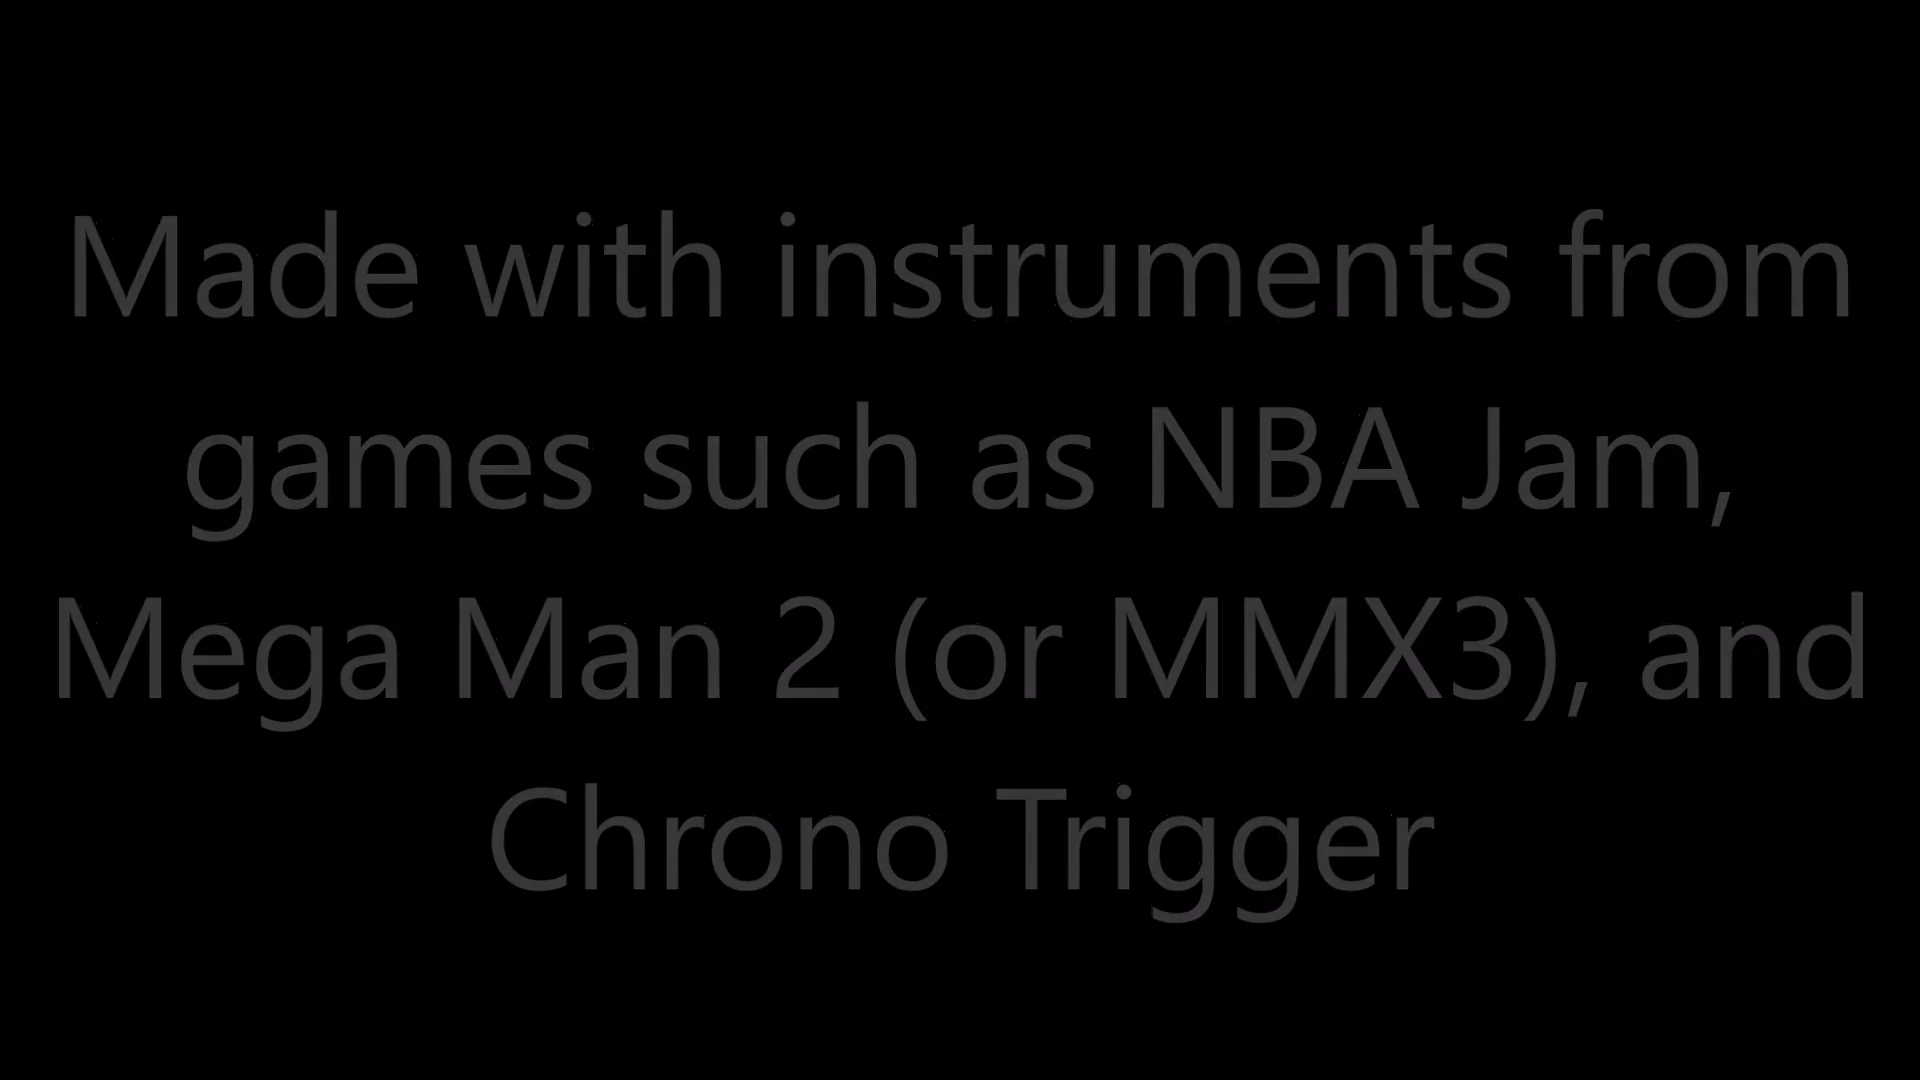 Made with instruments from
games such as NBA Jam,
Mega Man 2 (or MMX3), and
Chrono Trigger